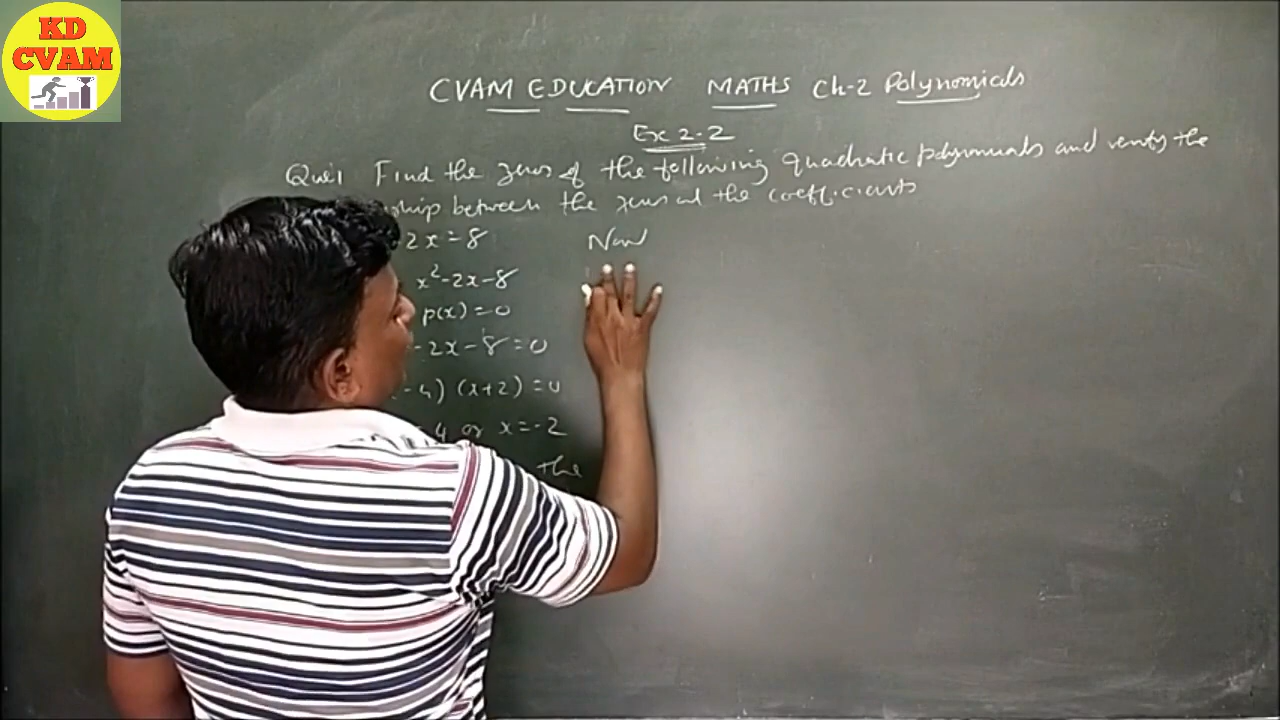 KD
CVAM
CVAM EDUCATION MATHS Ch-2 Polynomials
Ex 2.2
Que1 Find the zeros of the following quadratic polynomials and verify the
ship between the zeros and the coefficients
2x=8
x²-2x-8
p(x)=0
-2x-8=0
-4) (x+2)=0
4 or x=-2
the
Now